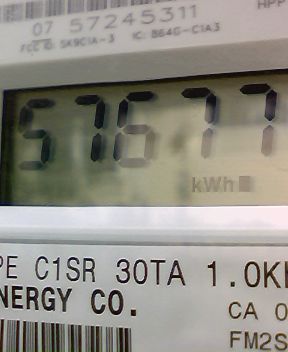 HPP
07 57245311
FCC ID: SK9C1A-3 IC: 864G-C1A3
57677
kWh
PE C1SR 30TA 1.0K
NERGY CO.
CA 0
FM2S